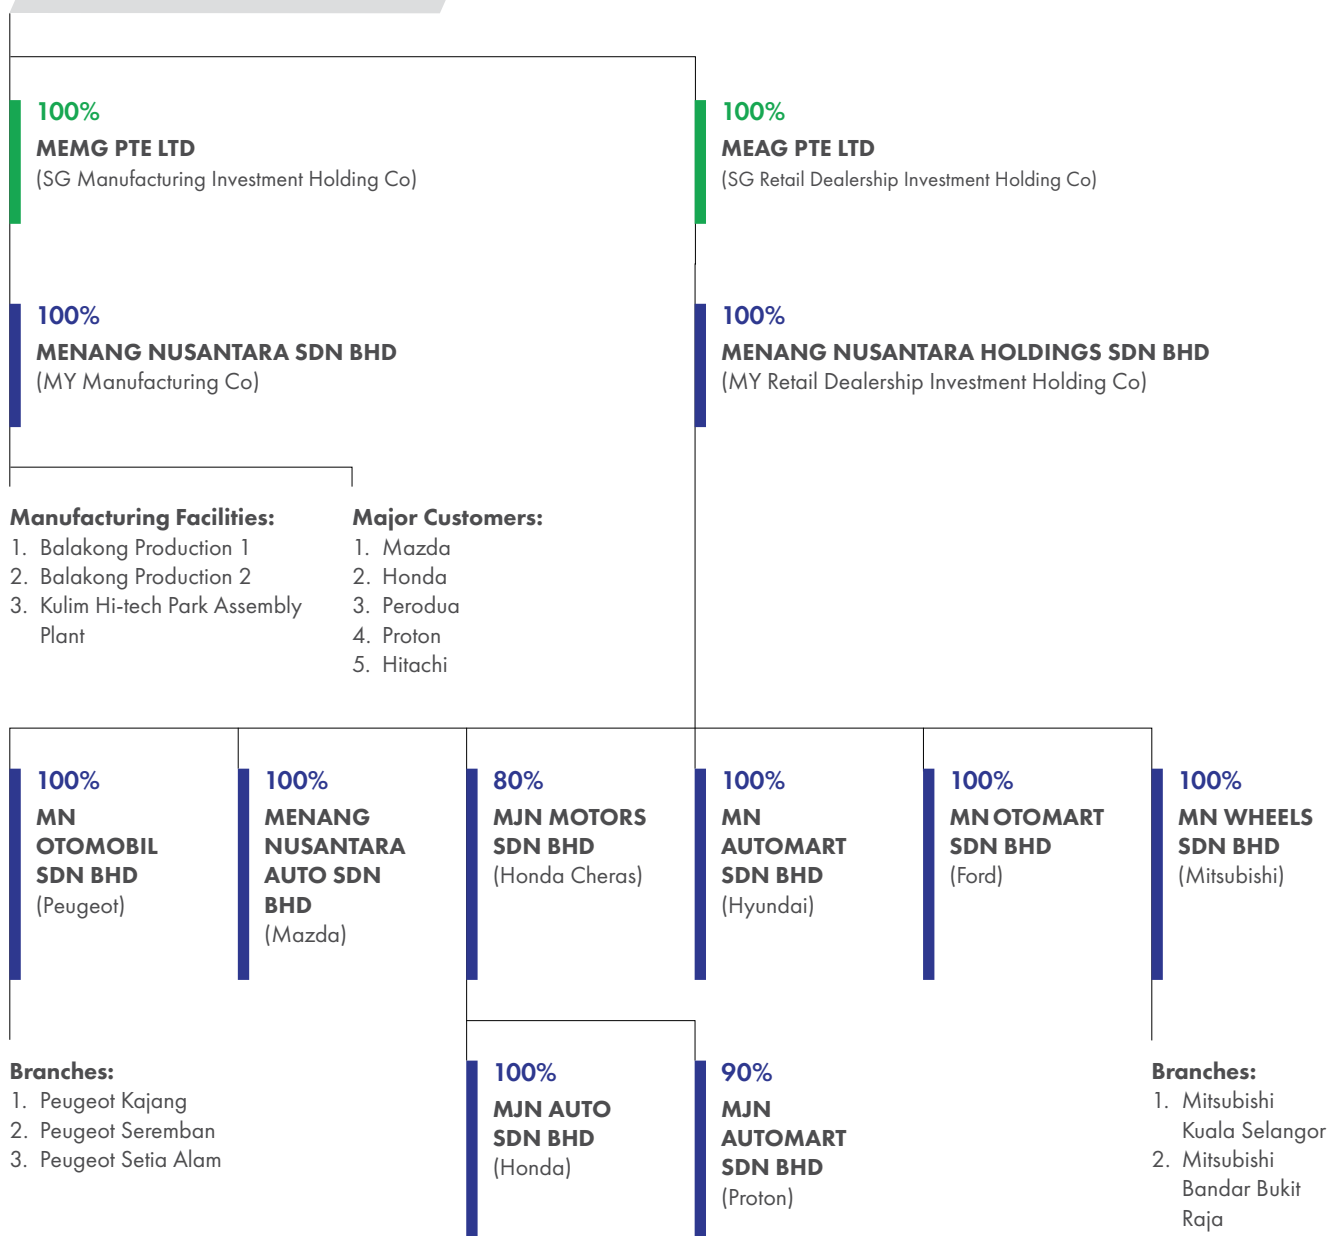 100%
MEMG PTE LTD
(SG Manufacturing Investment Holding Co)
100%
MEAG PTE LTD
(SG Retail Dealership Investment Holding Co)
100%
MENANG NUSANTARA SDN BHD
(MY Manufacturing Co)
100%
MENANG NUSANTARA HOLDINGS SDN BHD
(MY Retail Dealership Investment Holding Co)
Manufacturing Facilities:
1. Balakong Production 1
2. Balakong Production 2
3. Kulim Hi-tech Park Assembly
Plant
Major Customers:
1. Mazda
2. Honda
3. Perodua
4. Proton
5. Hitachi
100%
MN
OTOMOBIL
SDN BHD
(Peugeot)
100%
MENANG
NUSANTARA
AUTO SDN
BHD
(Mazda)
80%
MJN MOTORS
SDN BHD
(Honda Cheras)
100%
MN
AUTOMART
SDN BHD
(Hyundai)
100%
MN OTOMART
SDN BHD
(Ford)
100%
MN WHEELS
SDN BHD
(Mitsubishi)
Branches:
1. Peugeot Kajang
2. Peugeot Seremban
3. Peugeot Setia Alam
100%
MJN AUTO
SDN BHD
(Honda)
90%
MJN
AUTOMART
SDN BHD
(Proton)
Branches:
1. Mitsubishi
Kuala Selangor
2. Mitsubishi
Bandar Bukit
Raja